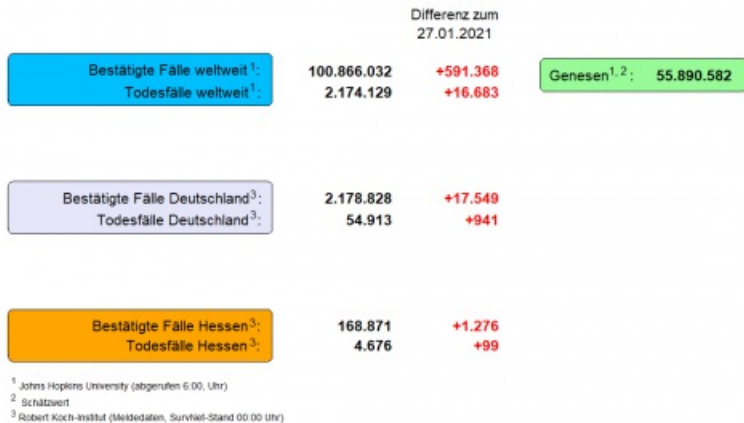 Differenz zum
27.01.2021
Bestätigte Fälle weltweit¹: 100.866.032 +591.368 Genesen¹,²: 55.890.582
Todesfälle weltweit¹: 2.174.129 +16.683
Bestätigte Fälle Deutschland³: 2.178.828 +17.549
Todesfälle Deutschland³: 54.913 +941
Bestätigte Fälle Hessen³: 168.871 +1.276
Todesfälle Hessen³: 4.676 +99
¹ Johns Hopkins University (abgerufen 6:00, Uhr)
² Schätzwert
³ Robert Koch-Institut (Meldedaten, SurvNet-Stand 00:00 Uhr)